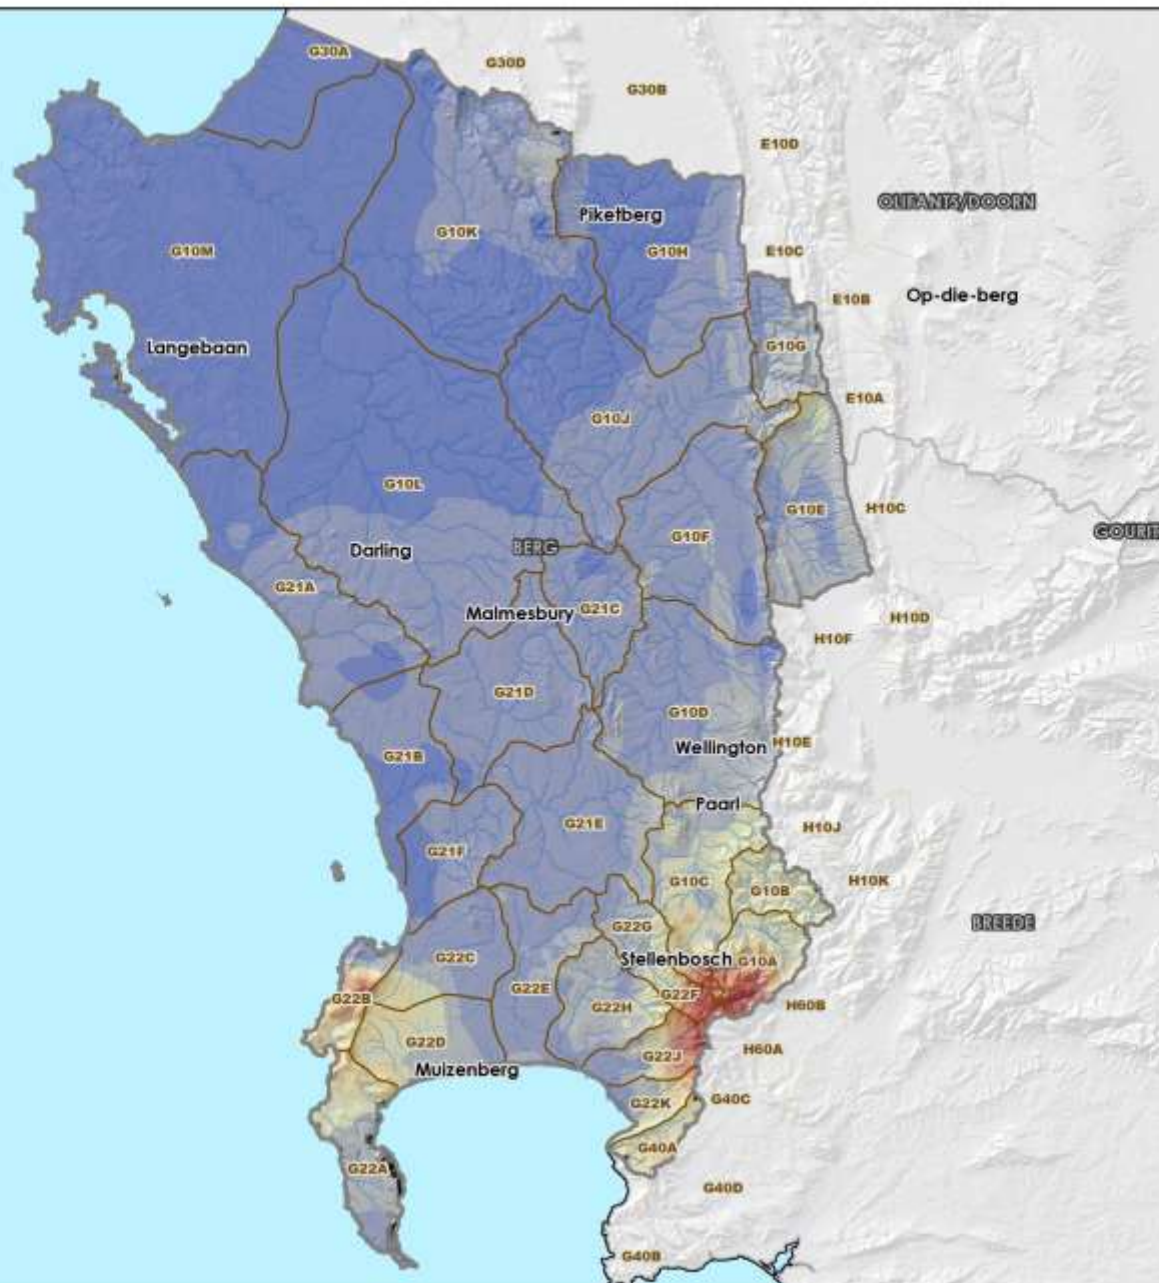 G30A
G30D
G30B
E10D
OLIFANTS/DOORN
Piketberg
G10K
G10M
G10H
E10C
E10B
Op-die-berg
Langebaan
G10G
E10A
G10J
G10L
G10E
H10C
GOURIT
Darling
BERG
G10F
G21A
Malmesbury
G21C
H10D
H10F
G21D
G10D
Wellington
H10E
G21B
Paarl
G21E
H10J
G21F
G10C
G10B
H10K
BREEDE
G22G
G22C
Stellenbosch
G10A
G22E
G22B
G22F
G22H
H60B
G22D
G22J
H60A
Muizenberg
G22K
G40C
G40A
G22A
G40D
G40B